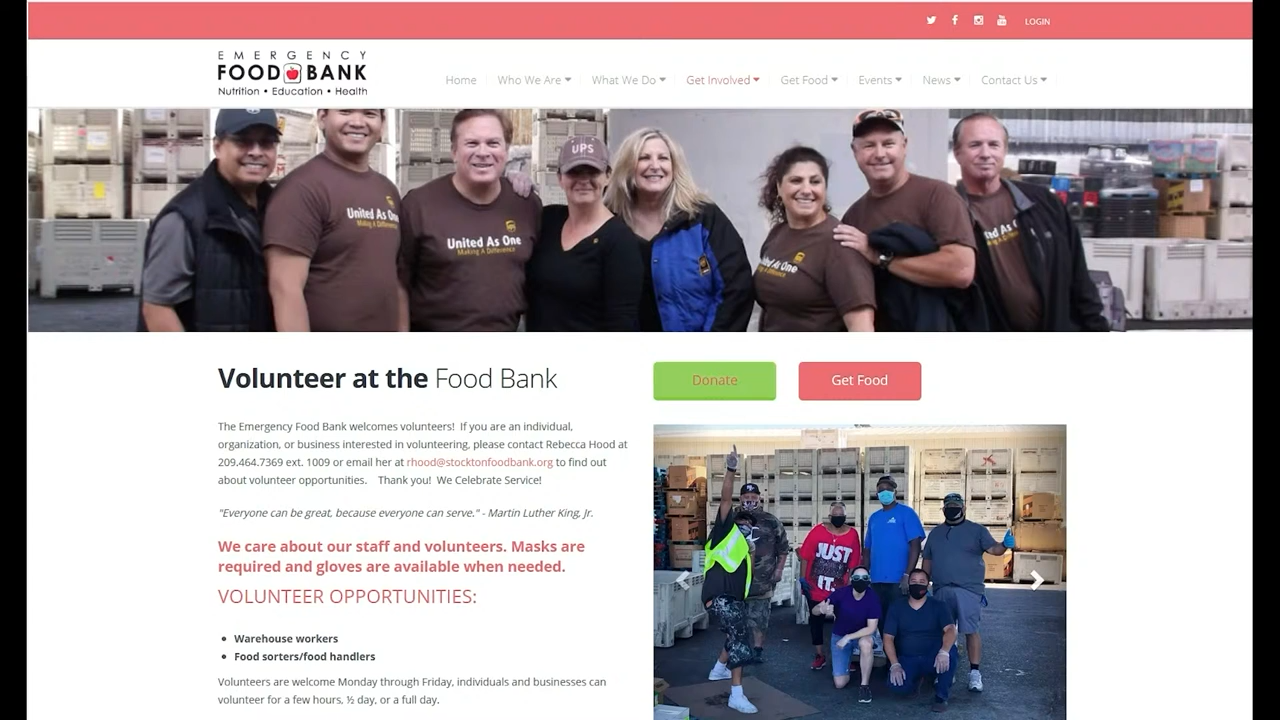 LOGIN
EMERGENCY
FOOD BANK
Nutrition • Education • Health
Home
Who We Are
What We Do
Get Involved
Get Food
Events
News
Contact Us
UPS
United As One
Making A Difference
United As One
Making A Difference
Volunteer at the Food Bank
Donate
Get Food
The Emergency Food Bank welcomes volunteers! If you are an individual,
organization, or business interested in volunteering, please contact Rebecca Hood at
209.464.7369 ext. 1009 or email her at rhood@stocktonfoodbank.org to find out
about volunteer opportunities. Thank you! We Celebrate Service!
"Everyone can be great, because everyone can serve." - Martin Luther King, Jr.
We care about our staff and volunteers. Masks are
required and gloves are available when needed.
VOLUNTEER OPPORTUNITIES:
• Warehouse workers
• Food sorters/food handlers
Volunteers are welcome Monday through Friday, individuals and businesses can
volunteer for a few hours, ½ day, or a full day.
JUST
IT.